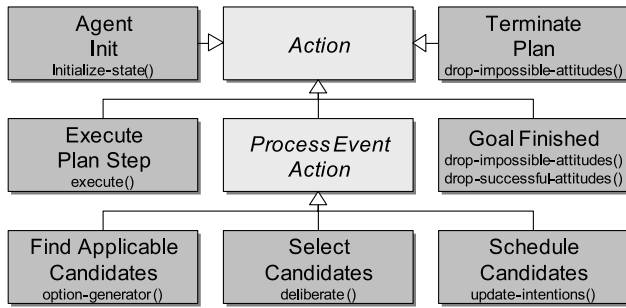 Agent
Init
Initialize-state()
Action
Terminate
Plan
drop-impossible-attitudes()
Execute
Plan Step
execute()
Process Event
Action
Goal Finished
drop-impossible-attitudes()
drop-successful-attitudes()
Find Applicable
Candidates
option-generator()
Select
Candidates
deliberate()
Schedule
Candidates
update-intentions()